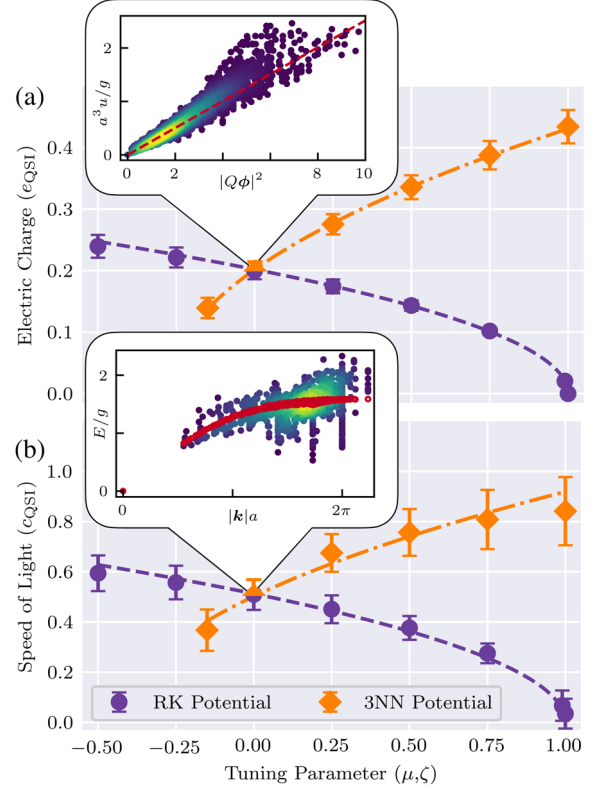 (a)
a³u/g
2
0
2
4
6
8
10
|Qϕ|²
Electric Charge (e_QSI)
0.4
0.3
0.2
0.1
0.0
E/g
2
0
0
2π
|k|a
(b)
Speed of Light (c_QSI)
1.0
0.8
0.6
0.4
0.2
0.0
RK Potential
3NN Potential
−0.50 −0.25 0.00 0.25 0.50 0.75 1.00
Tuning Parameter (μ,ζ)